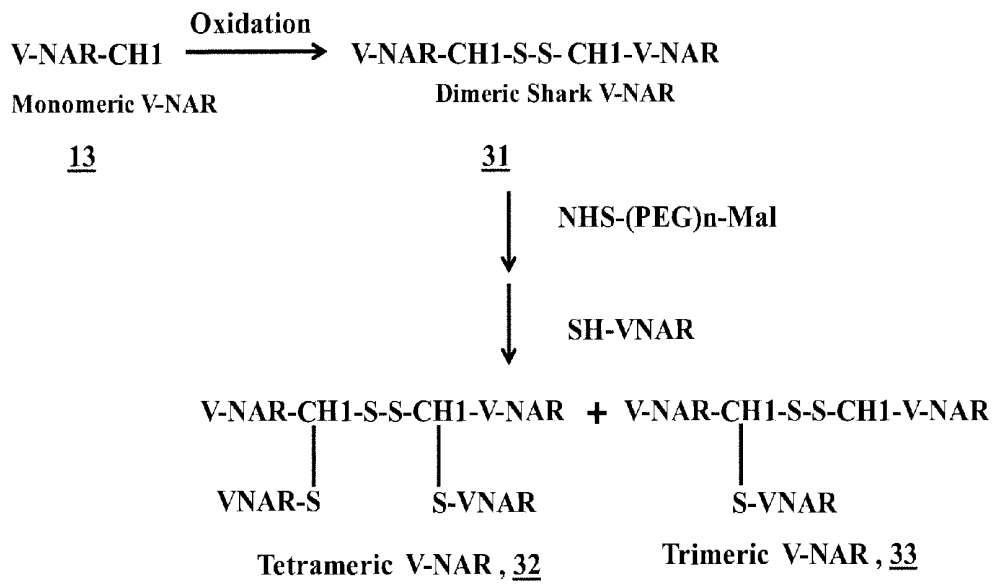 Oxidation
V-NAR-CH1 V-NAR-CH1-S-S- CH1-V-NAR
Monomeric V-NAR Dimeric Shark V-NAR
13 31
NHS-(PEG)n-Mal
SH-VNAR
V-NAR-CH1-S-S-CH1-V-NAR + V-NAR-CH1-S-S-CH1-V-NAR
VNAR-S S-VNAR S-VNAR
Tetrameric V-NAR , 32 Trimeric V-NAR , 33